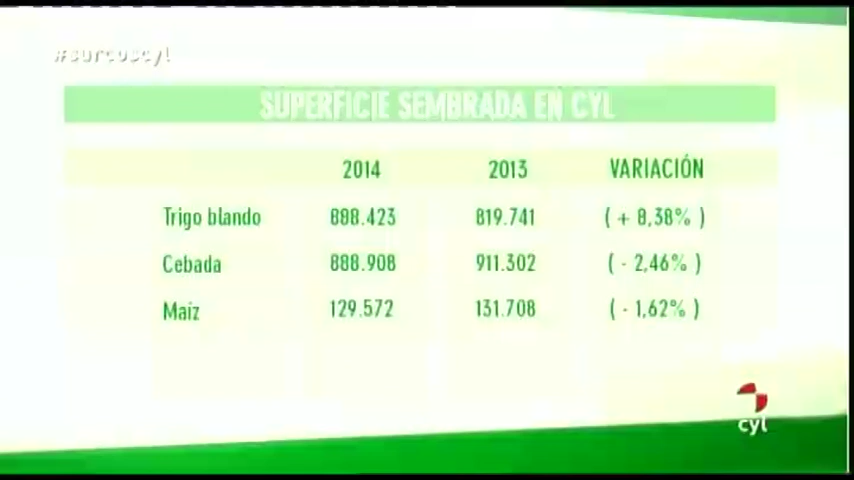 #surcoscyl
SUPERFICIE SEMBRADA EN CYL
2014 2013 VARIACIÓN
Trigo blando 888.423 819.741 ( + 8,38% )
Cebada 888.908 911.302 ( - 2,46% )
Maiz 129.572 131.708 ( - 1,62% )
cyl